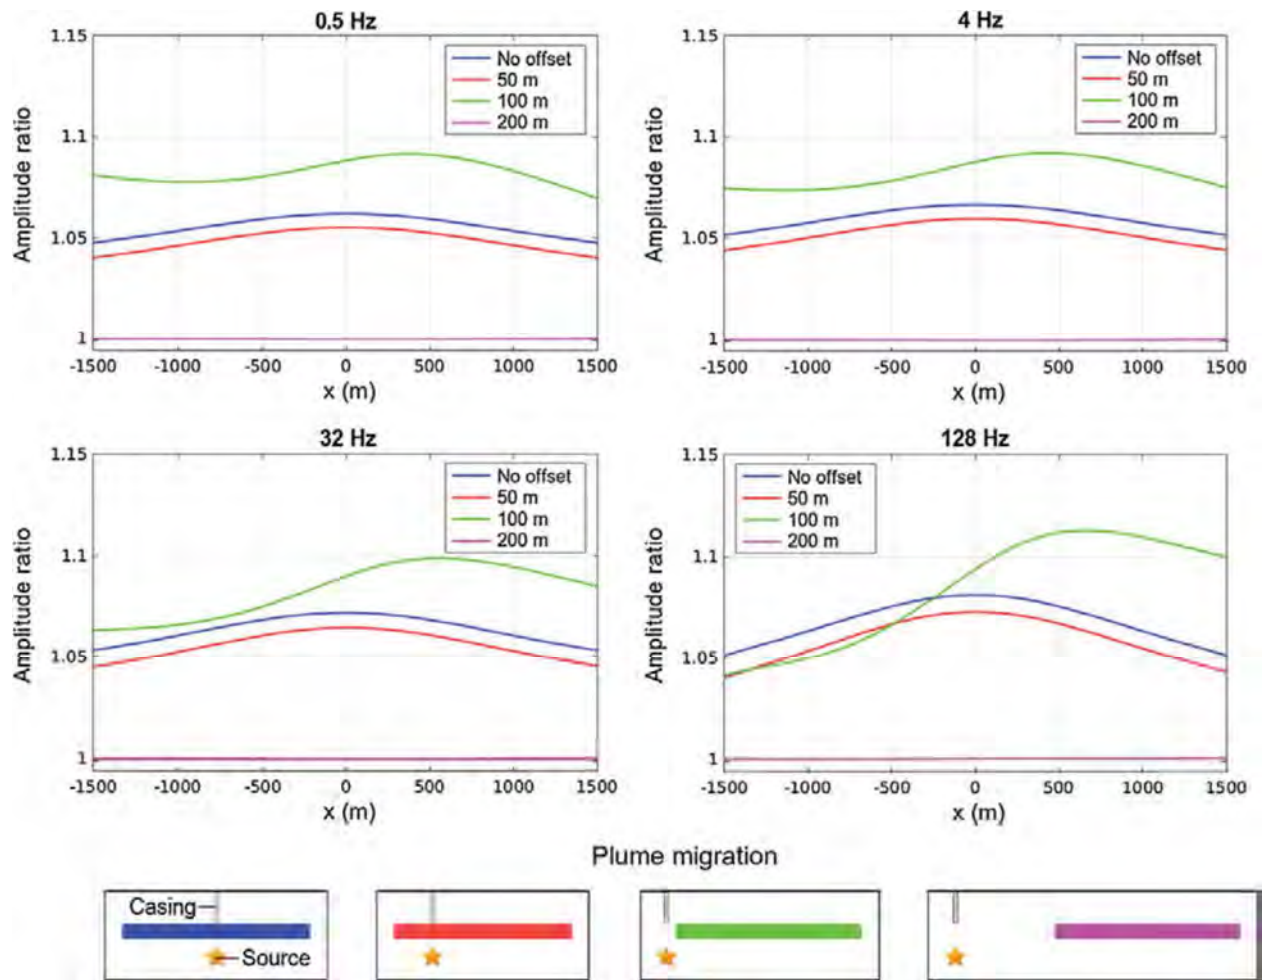 0.5 Hz
1.15
1.1
1.05
1
Amplitude ratio
No offset
50 m
100 m
200 m
-1500 -1000 -500 0 500 1000 1500
x (m)
4 Hz
1.15
1.1
1.05
1
Amplitude ratio
No offset
50 m
100 m
200 m
-1500 -1000 -500 0 500 1000 1500
x (m)
32 Hz
1.15
1.1
1.05
1
Amplitude ratio
No offset
50 m
100 m
200 m
-1500 -1000 -500 0 500 1000 1500
x (m)
128 Hz
1.15
1.1
1.05
1
Amplitude ratio
No offset
50 m
100 m
200 m
-1500 -1000 -500 0 500 1000 1500
x (m)
Plume migration
Casing
Source